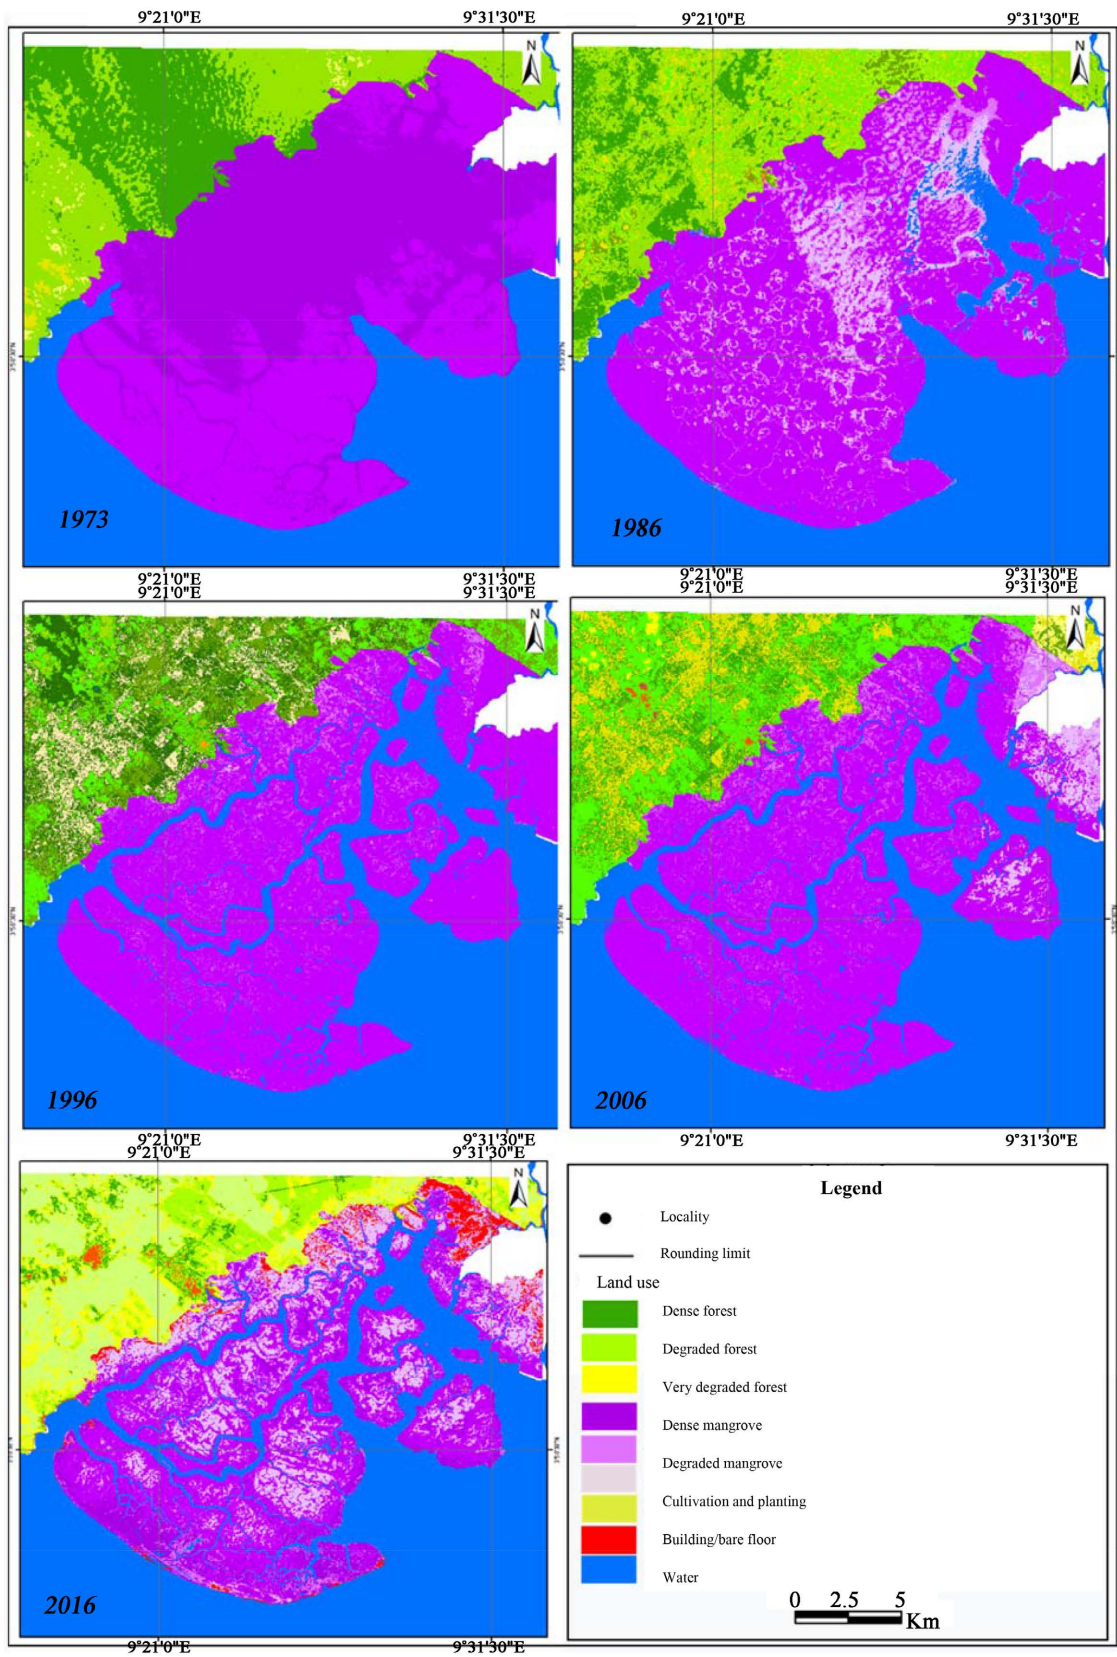 9°21'0"E 9°31'30"E 9°21'0"E 9°31'30"E
N N
1973 1986
9°21'0"E 9°31'30"E 9°21'0"E 9°31'30"E
9°21'0"E 9°31'30"E 9°21'0"E 9°31'30"E
N N
1996 2006
9°21'0"E 9°31'30"E 9°21'0"E 9°31'30"E
9°21'0"E 9°31'30"E
N
2016
9°21'0"E 9°31'30"E
Legend
Locality
Rounding limit
Land use
Dense forest
Degraded forest
Very degraded forest
Dense mangrove
Degraded mangrove
Cultivation and planting
Building/bare floor
Water
0 2.5 5
Km